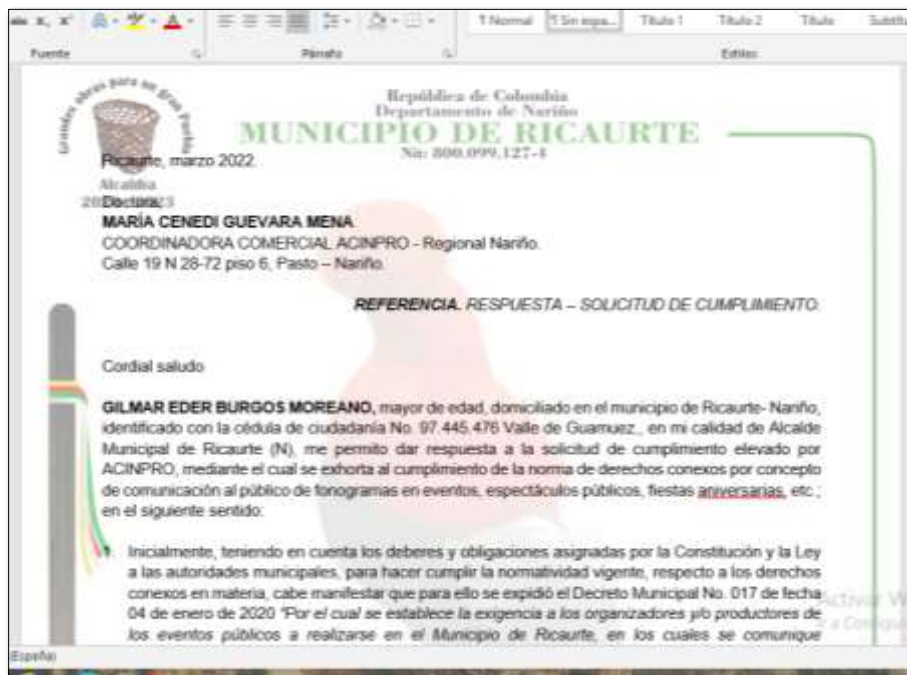 Fuente
Párrafo
Estilos
¶ Normal
¶ Sin espa...
Título 1
Título 2
Título
Grandes obras para un gran Pueblo
República de Colombia
Departamento de Nariño
MUNICIPIO DE RICAURTE
Nit: 800.099.127-4
Ricaurte, marzo 2022.
Alcaldía
Doctora:
MARÍA CENEDI GUEVARA MENA
COORDINADORA COMERCIAL ACINPRO - Regional Nariño.
Calle 19 N 28-72 piso 6, Pasto – Nariño.
REFERENCIA. RESPUESTA – SOLICITUD DE CUMPLIMIENTO.
Cordial saludo
GILMAR EDER BURGOS MOREANO, mayor de edad, domiciliado en el municipio de Ricaurte- Nariño,
identificado con la cédula de ciudadanía No. 97.445.476 Valle de Guamuez., en mi calidad de Alcalde
Municipal de Ricaurte (N), me permito dar respuesta a la solicitud de cumplimiento elevado por
ACINPRO, mediante el cual se exhorta al cumplimiento de la norma de derechos conexos por concepto
de comunicación al público de fonogramas en eventos, espectáculos públicos, fiestas aniversarias, etc.;
en el siguiente sentido:
1. Inicialmente, teniendo en cuenta los deberes y obligaciones asignadas por la Constitución y la Ley
a las autoridades municipales, para hacer cumplir la normatividad vigente, respecto a los derechos
conexos en materia, cabe manifestar que para ello se expidió el Decreto Municipal No. 017 de fecha
04 de enero de 2020 "Por el cual se establece la exigencia a los organizadores y/o productores de
los eventos públicos a realizarse en el Municipio de Ricaurte, en los cuales se comunique
Activar W
(España)